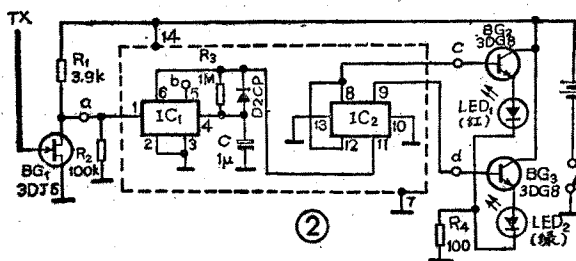 TX
14
R₁
3.9k
a
1
6
b
5
IC₁
4
2
3
R₃
1M
D2CP
C
1μ
R₂
100k
BG₁
3DJ6
8
9
13
IC₂
10
12
11
7
c
BG₂
3DG8
LED₁
(红)
d
BG₃
3DG8
R₄
100
LED₂
(绿)
②